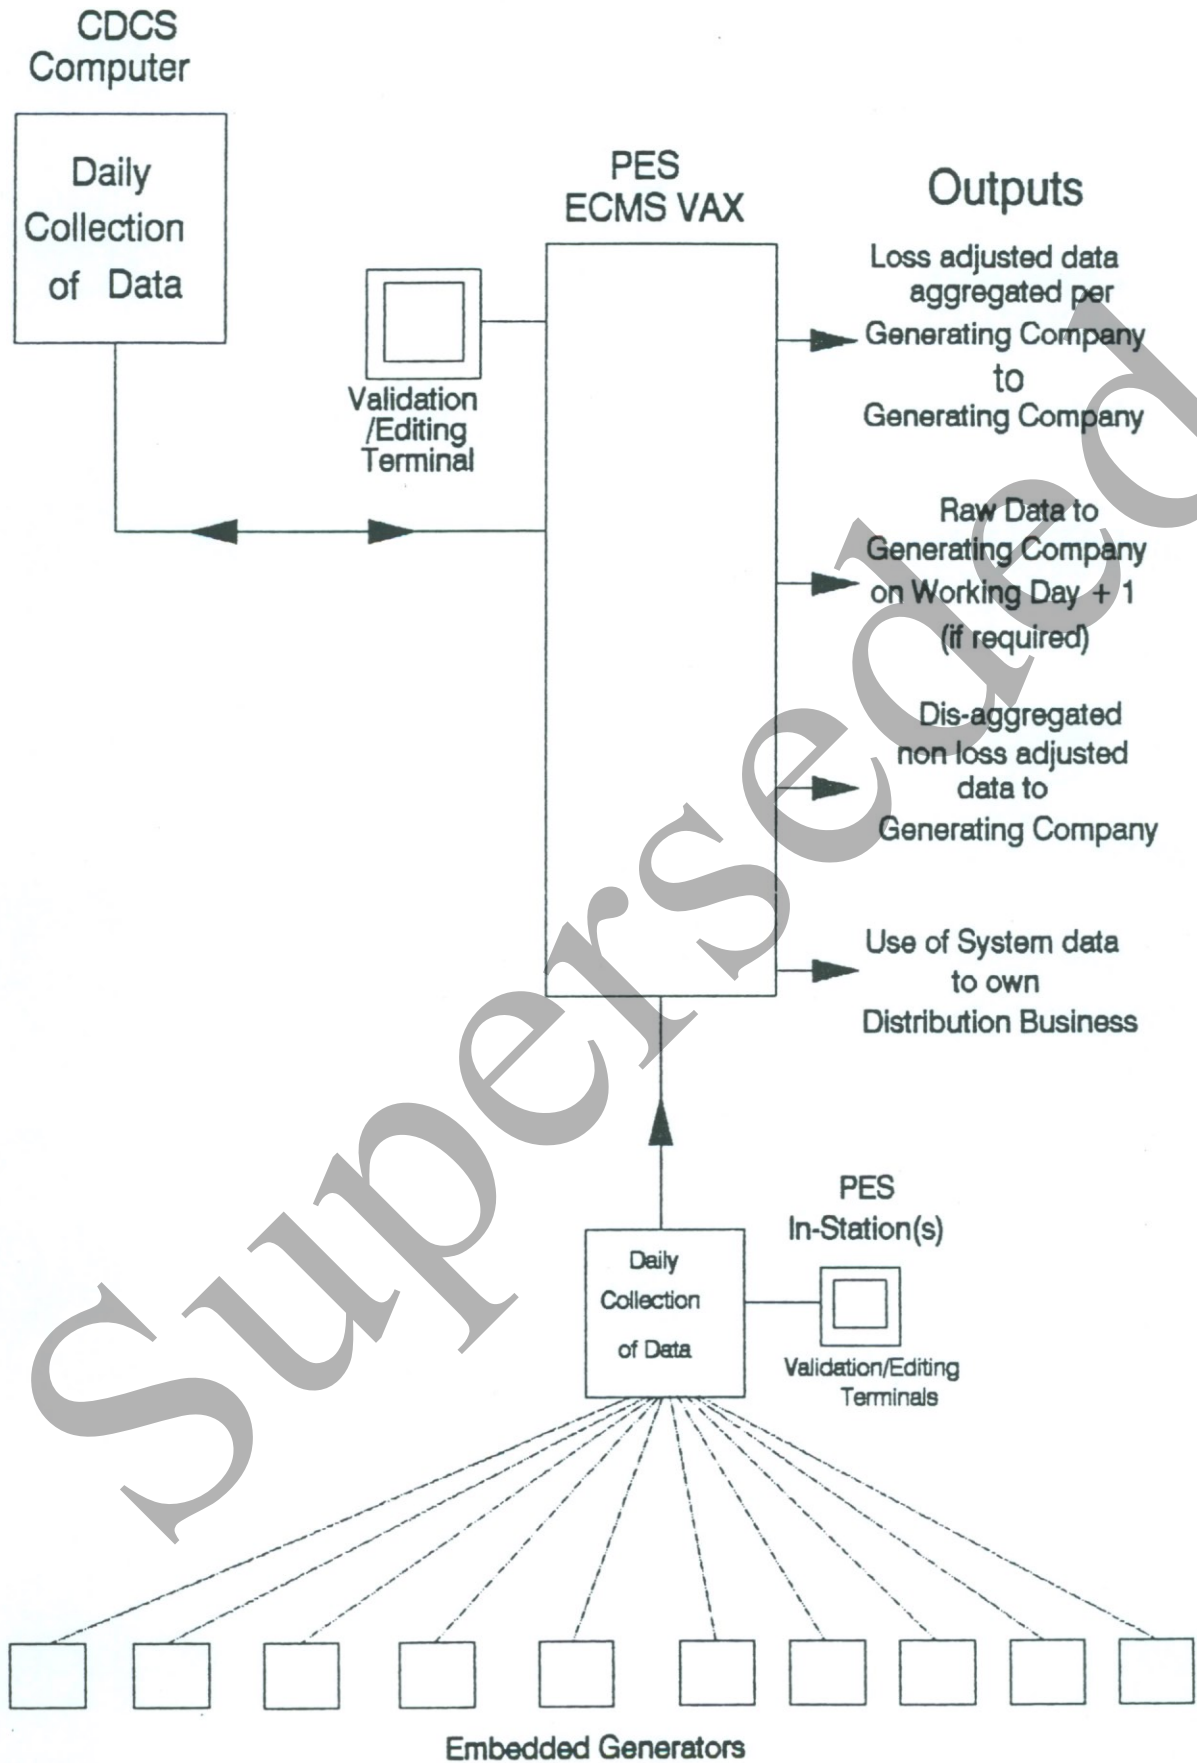 CDCS
Computer
Daily
Collection
of Data
PES
ECMS VAX
Validation
/Editing
Terminal
Outputs
Loss adjusted data
aggregated per
Generating Company
to
Generating Company
Raw Data to
Generating Company
on Working Day + 1
(if required)
Dis-aggregated
non loss adjusted
data to
Generating Company
Use of System data
to own
Distribution Business
PES
In-Station(s)
Daily
Collection
of Data
Validation/Editing
Terminals
Embedded Generators
Superseded